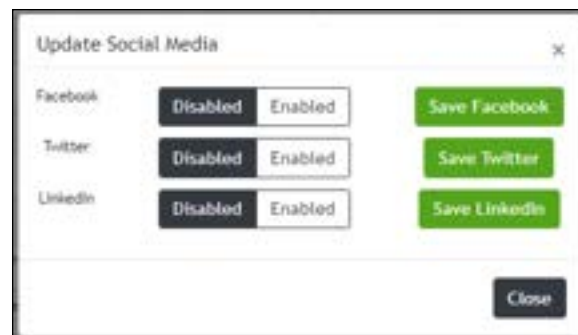 Update Social Media ×
Facebook Disabled Enabled Save Facebook
Twitter Disabled Enabled Save Twitter
LinkedIn Disabled Enabled Save LinkedIn
Close